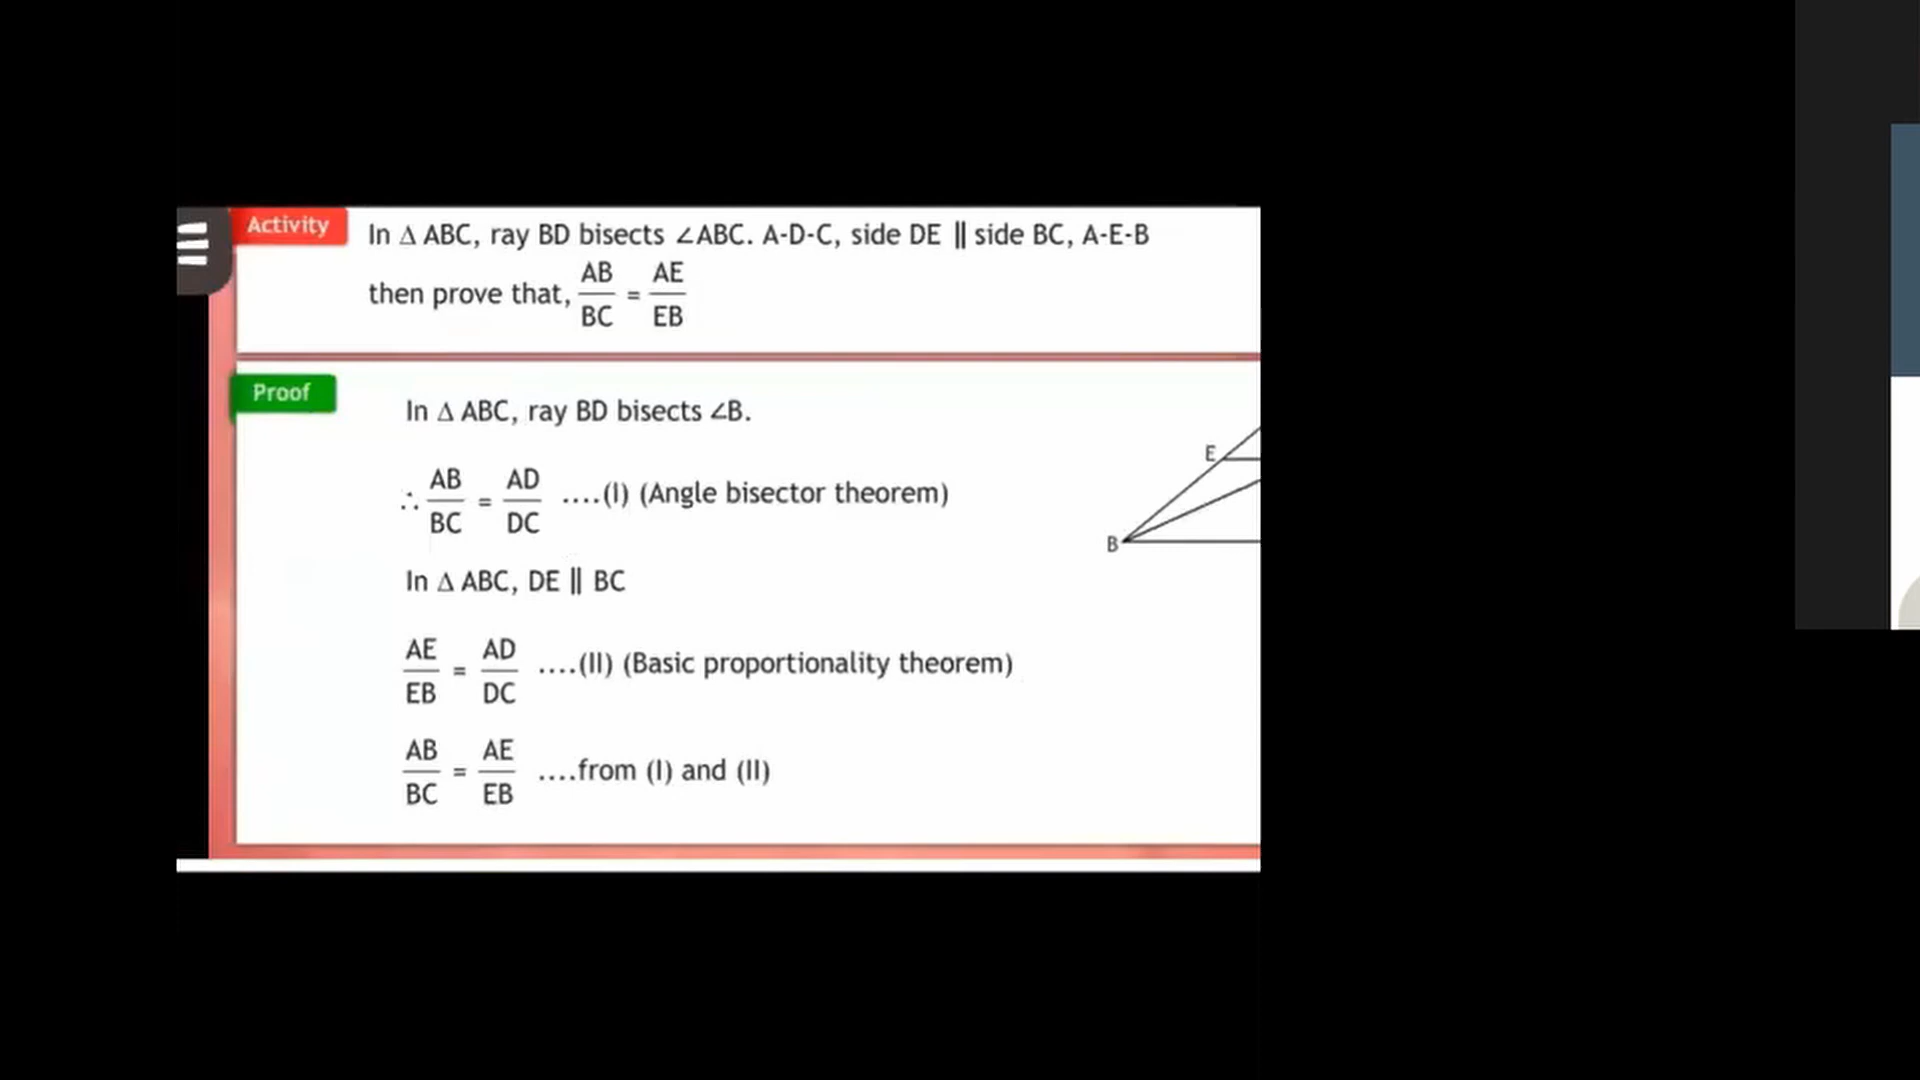 Activity
In Δ ABC, ray BD bisects ∠ABC. A-D-C, side DE || side BC, A-E-B
then prove that, AB/BC = AE/EB
Proof
In Δ ABC, ray BD bisects ∠B.
∴ AB/BC = AD/DC ....(I) (Angle bisector theorem)
In Δ ABC, DE || BC
AE/EB = AD/DC ....(II) (Basic proportionality theorem)
AB/BC = AE/EB ....from (I) and (II)
E
B